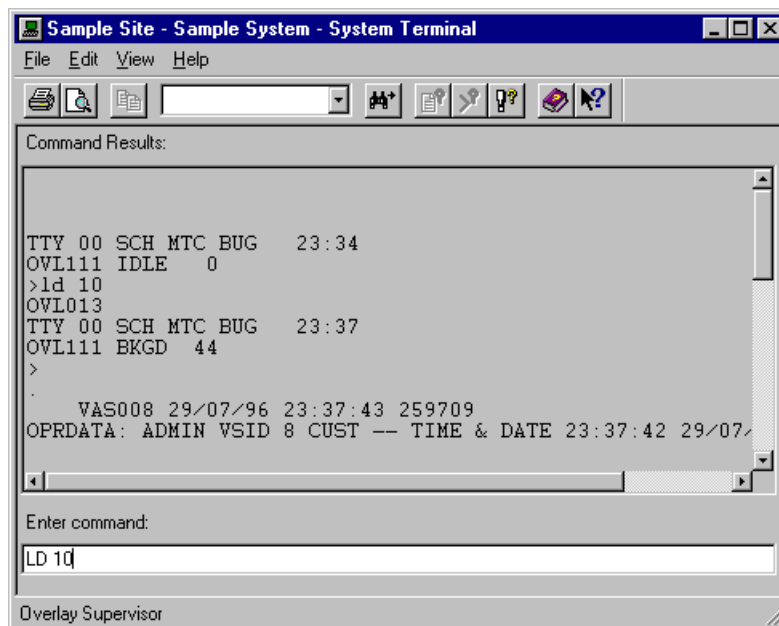 Sample Site - Sample System - System Terminal
File Edit View Help
Command Results:
TTY 00 SCH MTC BUG 23:34
OVL111 IDLE 0
>ld 10
OVL013
TTY 00 SCH MTC BUG 23:37
OVL111 BKGD 44
>
.
VAS008 29/07/96 23:37:43 259709
OPRDATA: ADMIN VSID 8 CUST -- TIME & DATE 23:37:42 29/07/
Enter command:
LD 10
Overlay Supervisor